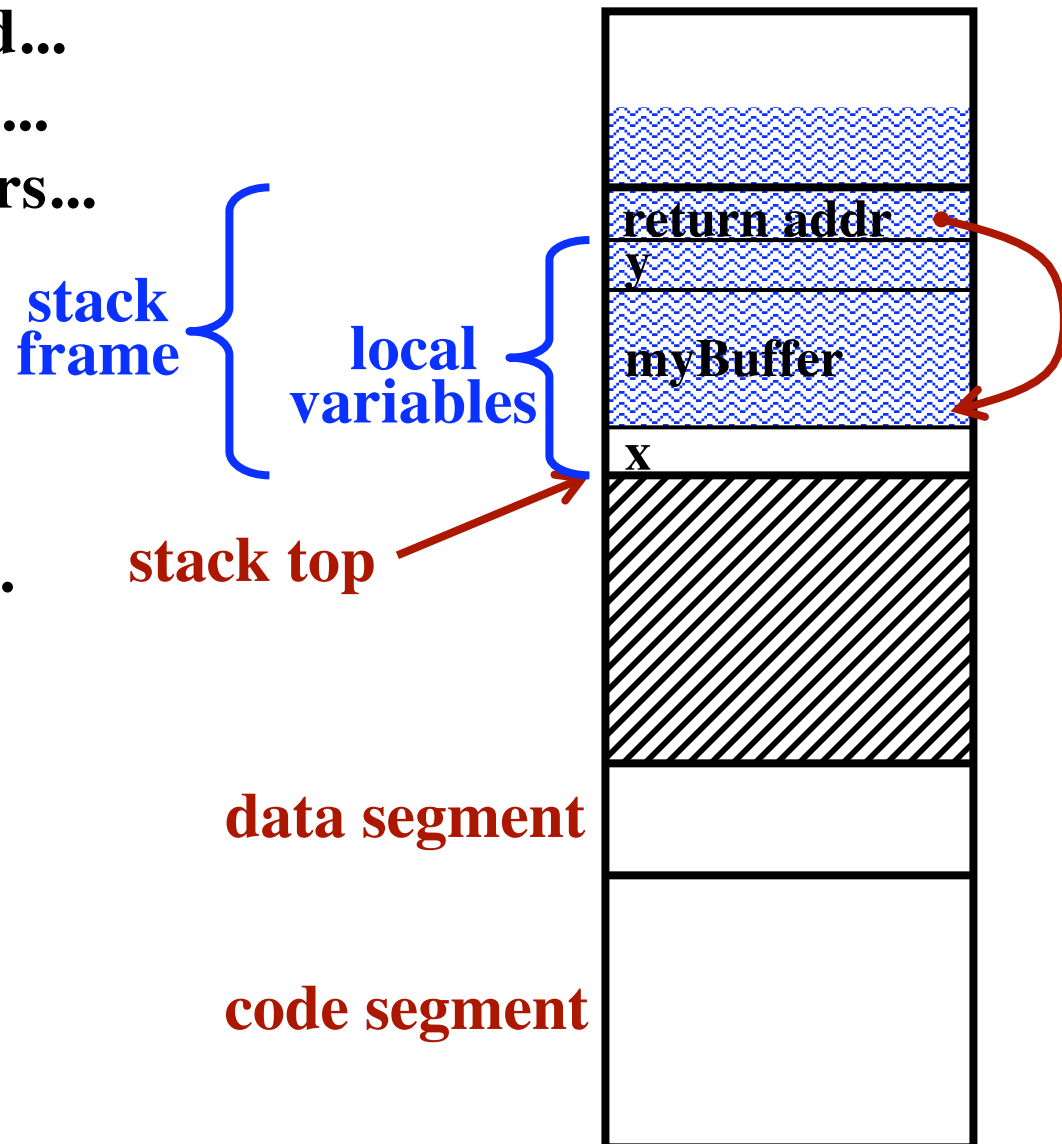 d...
...
rs...
return addr
y
stack
frame
local
variables
myBuffer
x
stack top
.
data segment
code segment